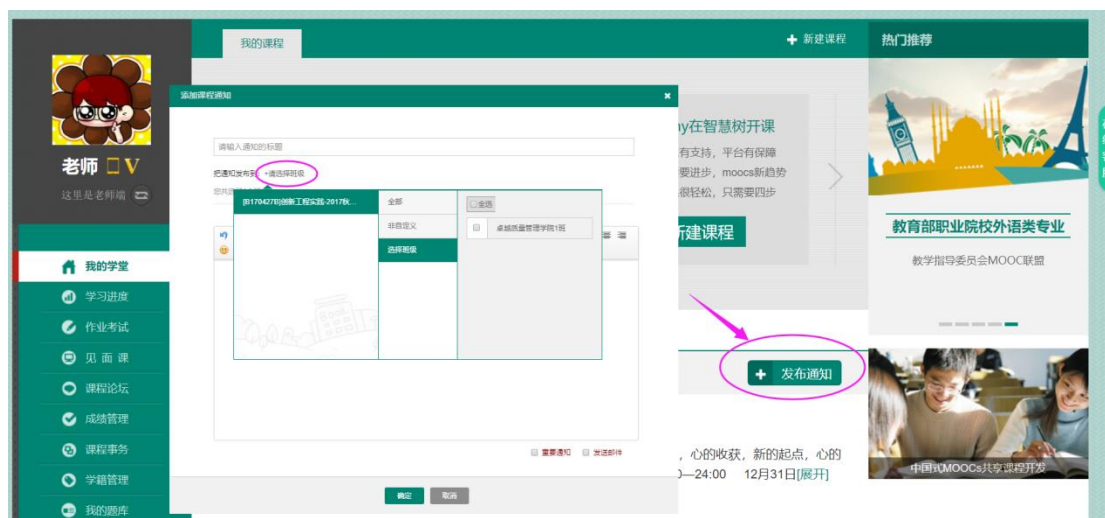 我的课程
新建课程
热门推荐
老师 V
这里是老师端
我的学堂
学习进度
作业考试
见面课
课程论坛
成绩管理
课程事务
学籍管理
我的题库
添加课程通知
请输入通知的标题
把通知发布到: +请选择班级
[B170427B]创新工程实践-2017秋...
全部
非自定义
选择班级
全选
卓越质量管理学院1班
重要通知
发送邮件
确定
取消
ny在智慧树开课
有支持，平台有保障
要进步，moocs新趋势
很轻松，只需要四步
新建课程
+ 发布通知
，心的收获，新的起点，心的
0—24:00 12月31日[展开]
India
教育部职业院校外语类专业
教学指导委员会MOOC联盟
中国式MOOCs共享课程开发